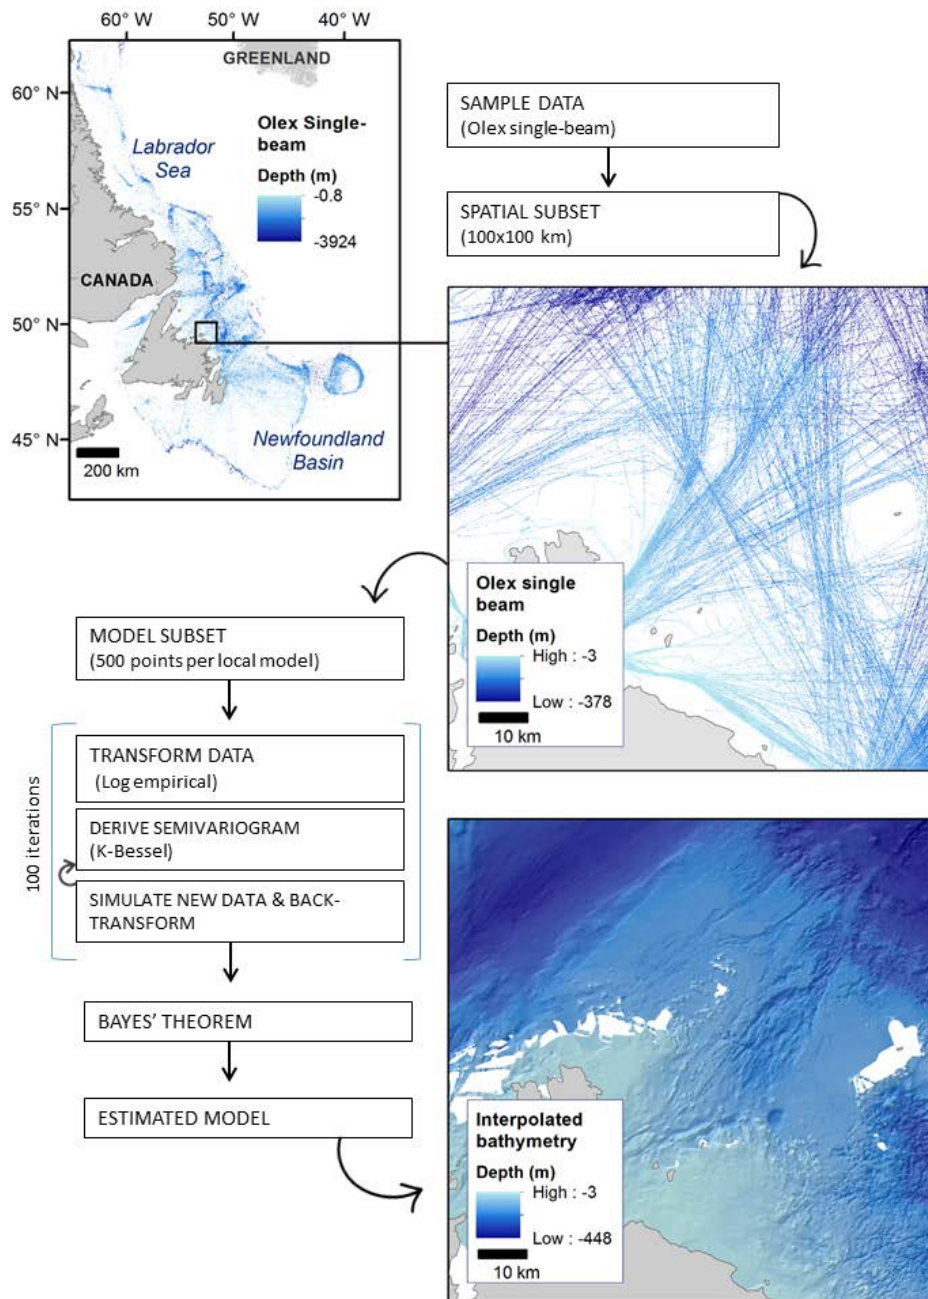 60° W
50° W
40° W
GREENLAND
60° N
Olex Single-
beam
Labrador
Sea
Depth (m)
-0.8
55° N
-3924
CANADA
50° N
45° N
Newfoundland
Basin
200 km
SAMPLE DATA
(Olex single-beam)
SPATIAL SUBSET
(100x100 km)
Olex single
beam
Depth (m)
High : -3
Low : -378
10 km
MODEL SUBSET
(500 points per local model)
100 iterations
TRANSFORM DATA
(Log empirical)
DERIVE SEMIVARIOGRAM
(K-Bessel)
SIMULATE NEW DATA & BACK-
TRANSFORM
BAYES’ THEOREM
ESTIMATED MODEL
Interpolated
bathymetry
Depth (m)
High : -3
Low : -448
10 km